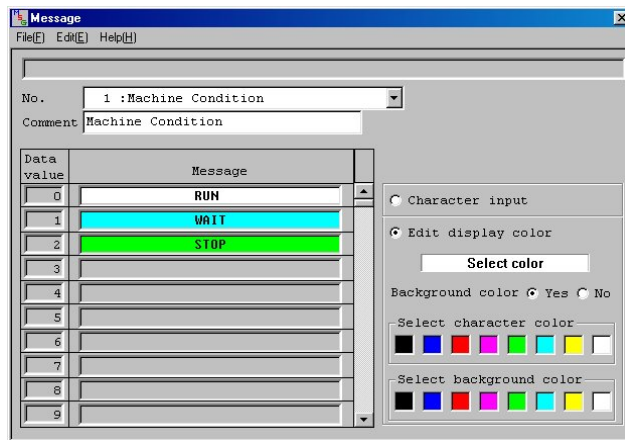 Message
File(F) Edit(E) Help(H)
No. 1 :Machine Condition
Comment Machine Condition
Data value Message
0 RUN
1 WAIT
2 STOP
3
4
5
6
7
8
9
Character input
Edit display color
Select color
Background color Yes No
Select character color
Select background color